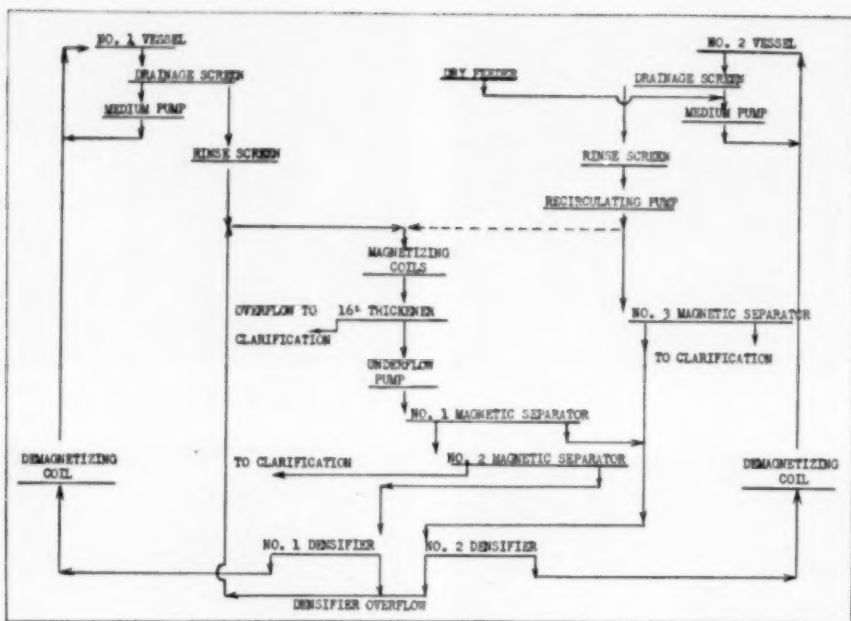 NO. 1 VESSEL
NO. 2 VESSEL
DRAINAGE SCREEN
DRY FEEDER
DRAINAGE SCREEN
MEDIUM PUMP
MEDIUM PUMP
RINSE SCREEN
RINSE SCREEN
RECIRCULATING PUMP
MAGNETIZING
COILS
OVERFLOW TO
16' THICKENER
NO. 3 MAGNETIC SEPARATOR
CLARIFICATION
TO CLARIFICATION
UNDERFLOW
PUMP
NO. 1 MAGNETIC SEPARATOR
DEMAGNETIZING
COIL
TO CLARIFICATION
NO. 2 MAGNETIC SEPARATOR
DEMAGNETIZING
COIL
NO. 1 DENSIFIER
NO. 2 DENSIFIER
DENSIFIER OVERFLOW